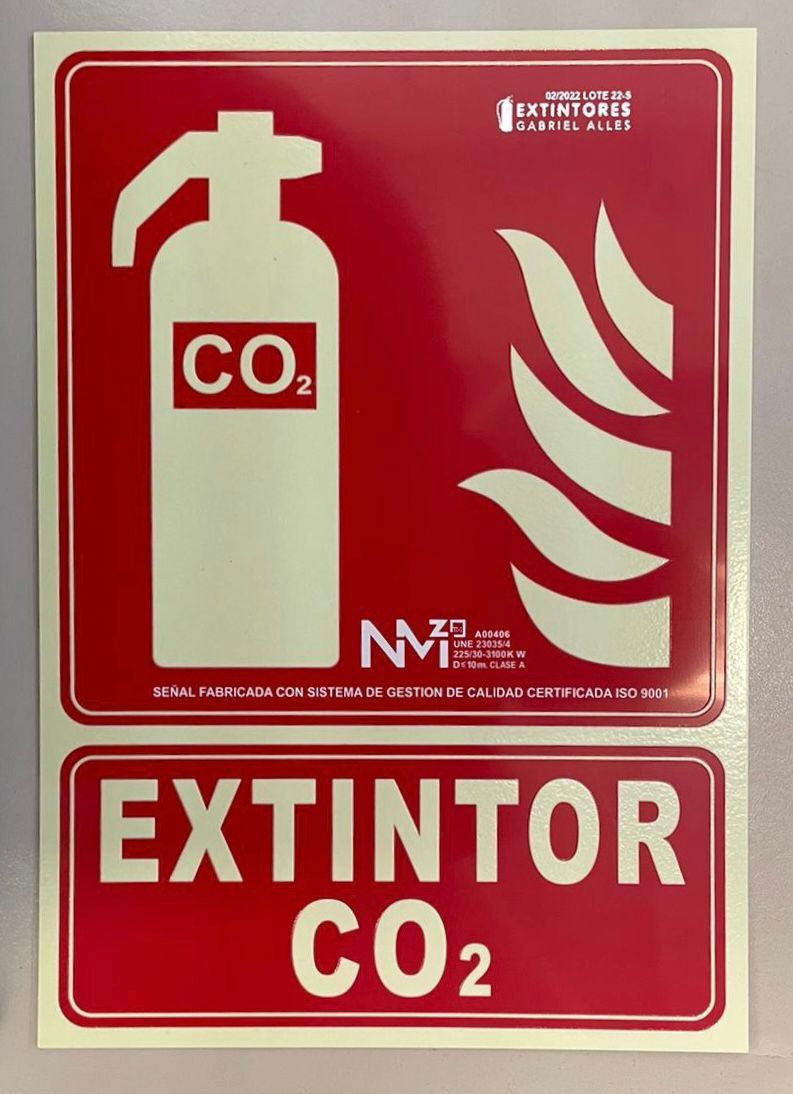 02/2022 LOTE 22-S
EXTINTORES
GABRIEL ALLES
CO₂
A00406
UNE 23035/4
225/30-3100K W
D≤10m. CLASE A
SEÑAL FABRICADA CON SISTEMA DE GESTION DE CALIDAD CERTIFICADA ISO 9001
EXTINTOR
CO₂